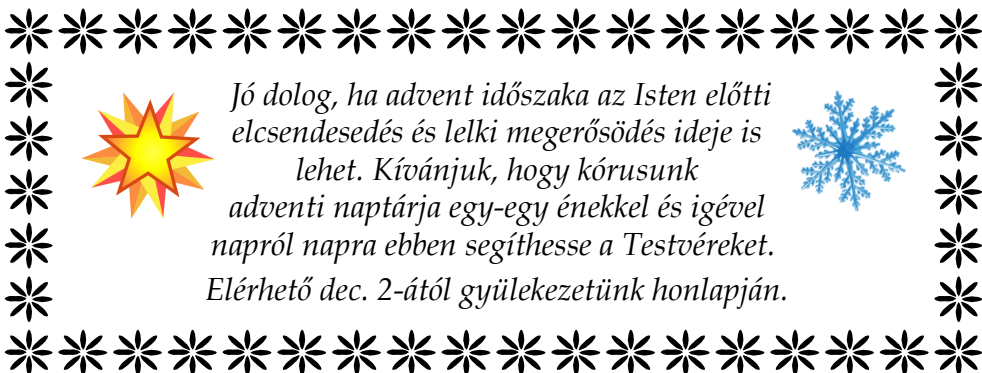 Jó dolog, ha advent időszaka az Isten előtti
elcsendesedés és lelki megerősödés ideje is
lehet. Kívánjuk, hogy kórusunk
adventi naptárja egy-egy énekkel és igével
napról napra ebben segíthesse a Testvéreket.
Elérhető dec. 2-ától gyülekezetünk honlapján.